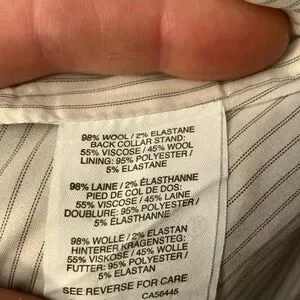 98% WOOL / 2% ELASTANE
BACK COLLAR STAND:
55% VISCOSE / 45% WOOL
LINING: 95% POLYESTER /
5% ELASTANE
98% LAINE / 2% ÉLASTHANNE
PIED DE COL DE DOS:
55% VISCOSE / 45% LAINE
DOUBLURE: 95% POLYESTER /
5% ÉLASTHANNE
98% WOLLE / 2% ELASTAN
HINTERER KRAGENSTEG:
55% VISKOSE / 45% WOLLE
FUTTER: 95% POLYESTER /
5% ELASTAN
SEE REVERSE FOR CARE
CA56445